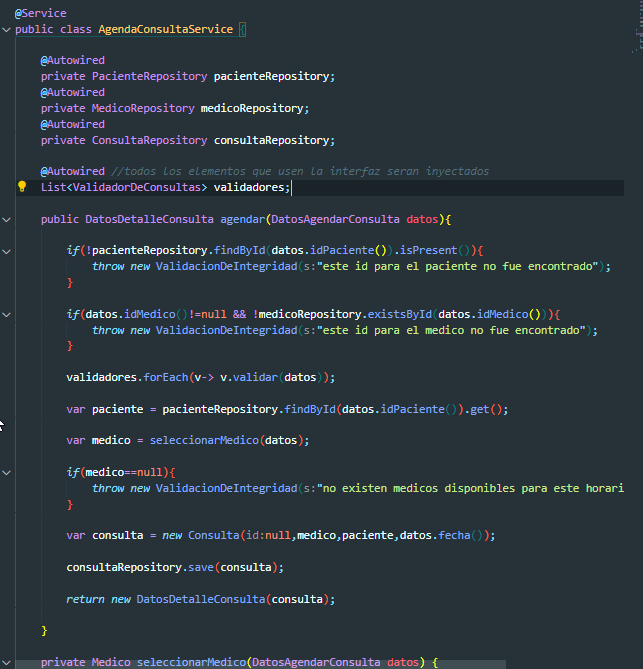 @Service
public class AgendaConsultaService {
@Autowired
private PacienteRepository pacienteRepository;
@Autowired
private MedicoRepository medicoRepository;
@Autowired
private ConsultaRepository consultaRepository;
@Autowired //todos los elementos que usen la interfaz seran inyectados
List<ValidadorDeConsultas> validadores;
public DatosDetalleConsulta agendar(DatosAgendarConsulta datos){
if(!pacienteRepository.findById(datos.idPaciente()).isPresent()){
throw new ValidacionDeIntegridad(s:"este id para el paciente no fue encontrado");
}
if(datos.idMedico()!=null && !medicoRepository.existsById(datos.idMedico())){
throw new ValidacionDeIntegridad(s:"este id para el medico no fue encontrado");
}
validadores.forEach(v-> v.validar(datos));
var paciente = pacienteRepository.findById(datos.idPaciente()).get();
var medico = seleccionarMedico(datos);
if(medico==null){
throw new ValidacionDeIntegridad(s:"no existen medicos disponibles para este horari
}
var consulta = new Consulta(id:null,medico,paciente,datos.fecha());
consultaRepository.save(consulta);
return new DatosDetalleConsulta(consulta);
}
private Medico seleccionarMedico(DatosAgendarConsulta datos) {